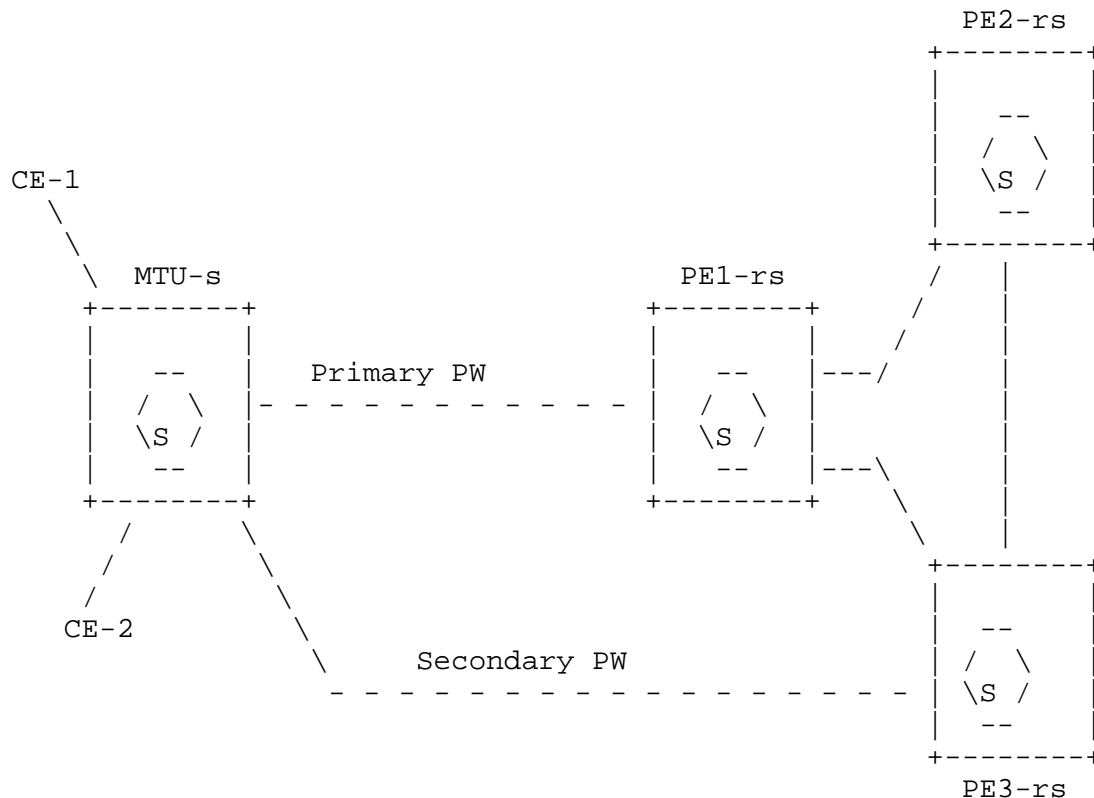 PE2-rs
S
CE-1
MTU-s
PE1-rs
Primary PW
S
S
CE-2
Secondary PW
S
PE3-rs